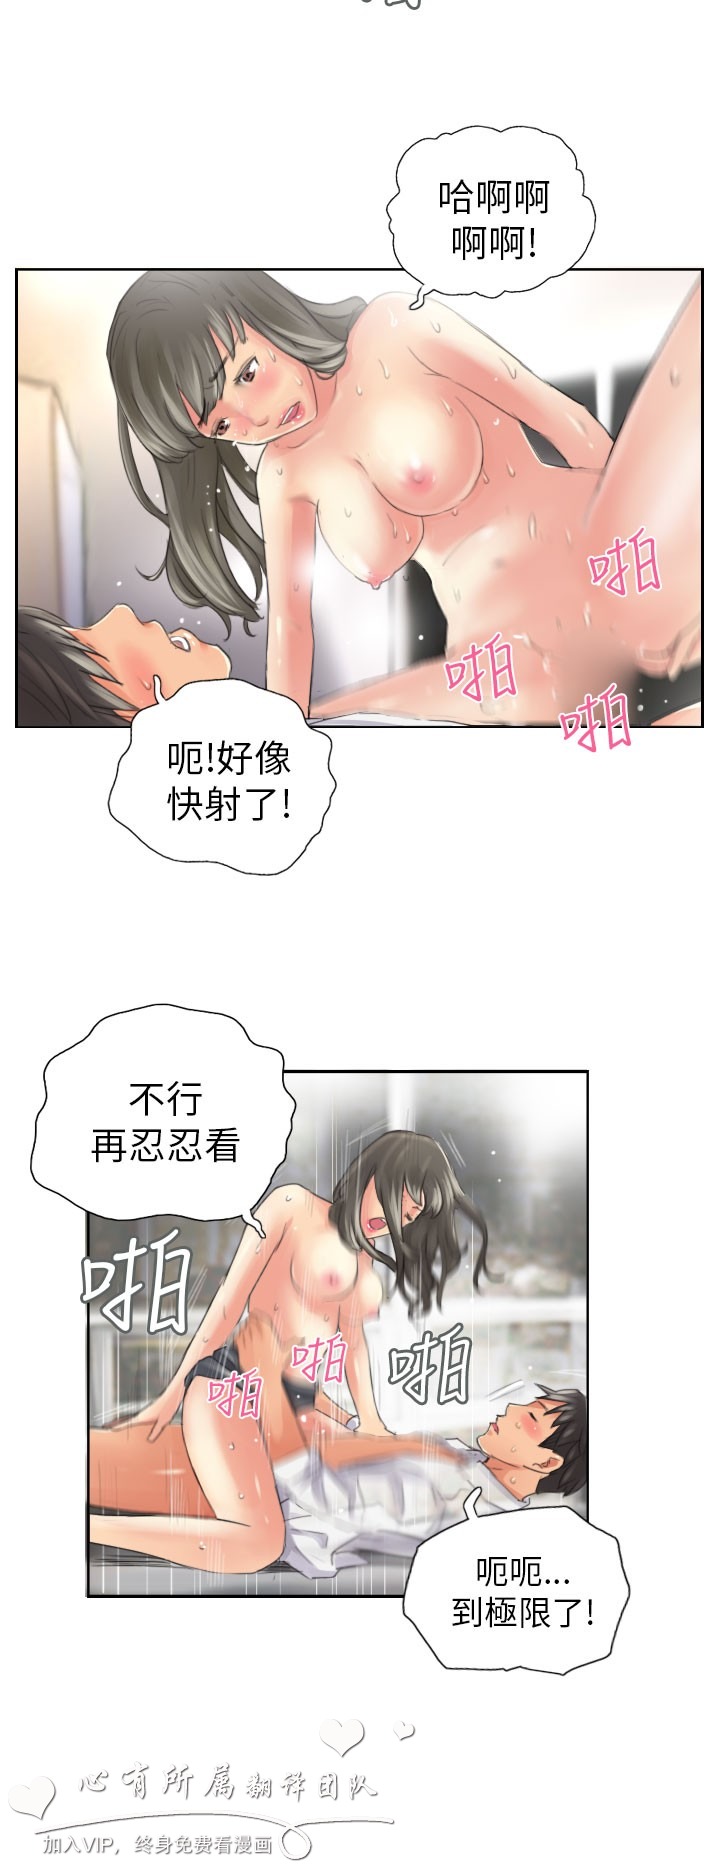 哈啊啊
啊啊!
啪
啪
啪
呃!好像
快射了!
不行
再忍忍看
啪
啪
啪
啪
呃呃...
到極限了!
心有所属翻译团队
加入VIP，终身免费看漫画